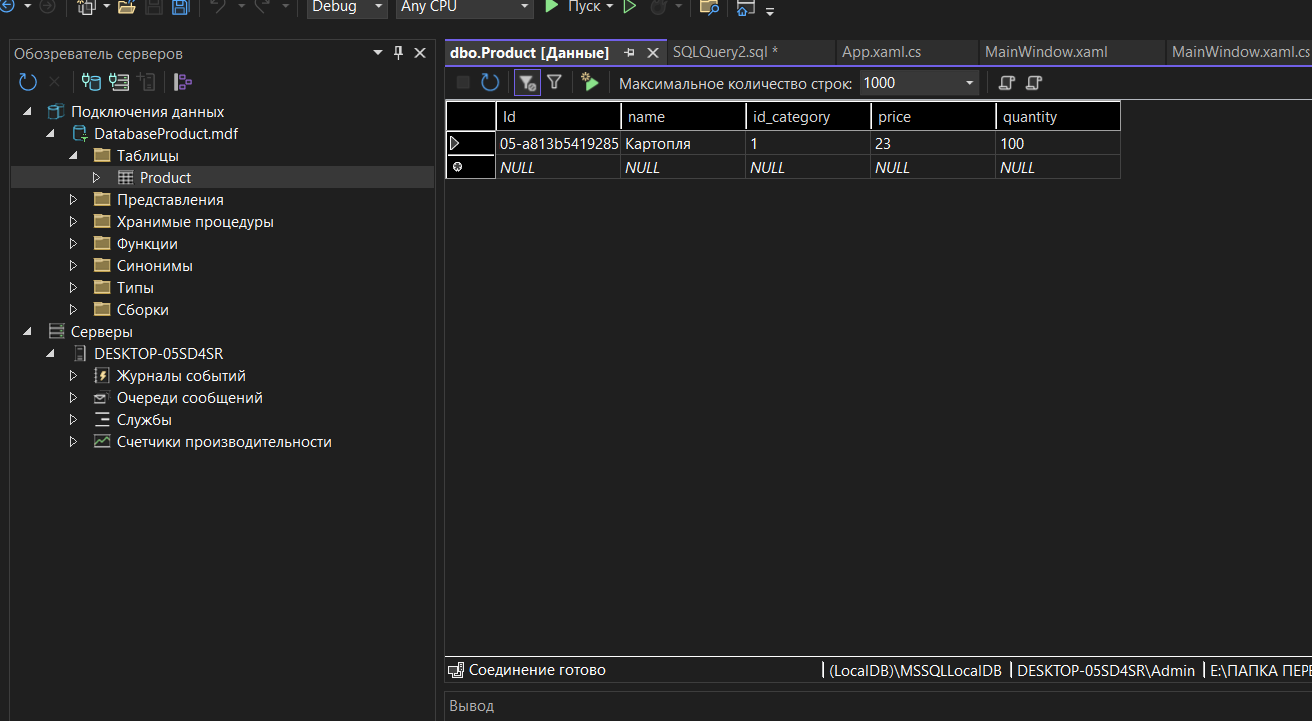 Debug Any CPU Пуск
Обозреватель серверов
dbo.Product [Данные] SQLQuery2.sql * App.xaml.cs MainWindow.xaml MainWindow.xaml.cs
Максимальное количество строк: 1000
Подключения данных
DatabaseProduct.mdf
Таблицы
Product
Представления
Хранимые процедуры
Функции
Синонимы
Типы
Сборки
Серверы
DESKTOP-05SD4SR
Журналы событий
Очереди сообщений
Службы
Счетчики производительности
Id name id_category price quantity
05-a813b5419285 Картопля 1 23 100
NULL NULL NULL NULL NULL
Соединение готово (LocalDB)\MSSQLLocalDB DESKTOP-05SD4SR\Admin E:\ПАПКА ПЕРЕ
Вывод